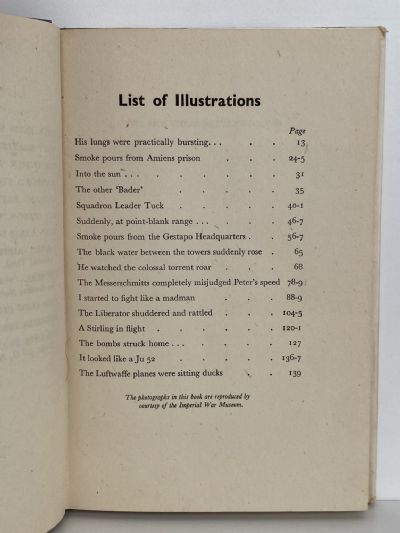 List of Illustrations
Page
His lungs were practically bursting... . . 13
Smoke pours from Amiens prison . . . 24-5
Into the sun ... . . . . . 31
The other 'Bader' . . . . . 35
Squadron Leader Tuck . . . . 40-1
Suddenly, at point-blank range ... . . 46-7
Smoke pours from the Gestapo Headquarters . . 56-7
The black water between the towers suddenly rose . 65
He watched the colossal torrent roar . . . 68
The Messerschmitts completely misjudged Peter's speed 78-9
I started to fight like a madman . . . 88-9
The Liberator shuddered and rattled . . . 104-5
A Stirling in flight . . . . . 120-1
The bombs struck home ... . . . 127
It looked like a Ju 52 . . . . 136-7
The Luftwaffe planes were sitting ducks . . 139
The photographs in this book are reproduced by
courtesy of the Imperial War Museum.